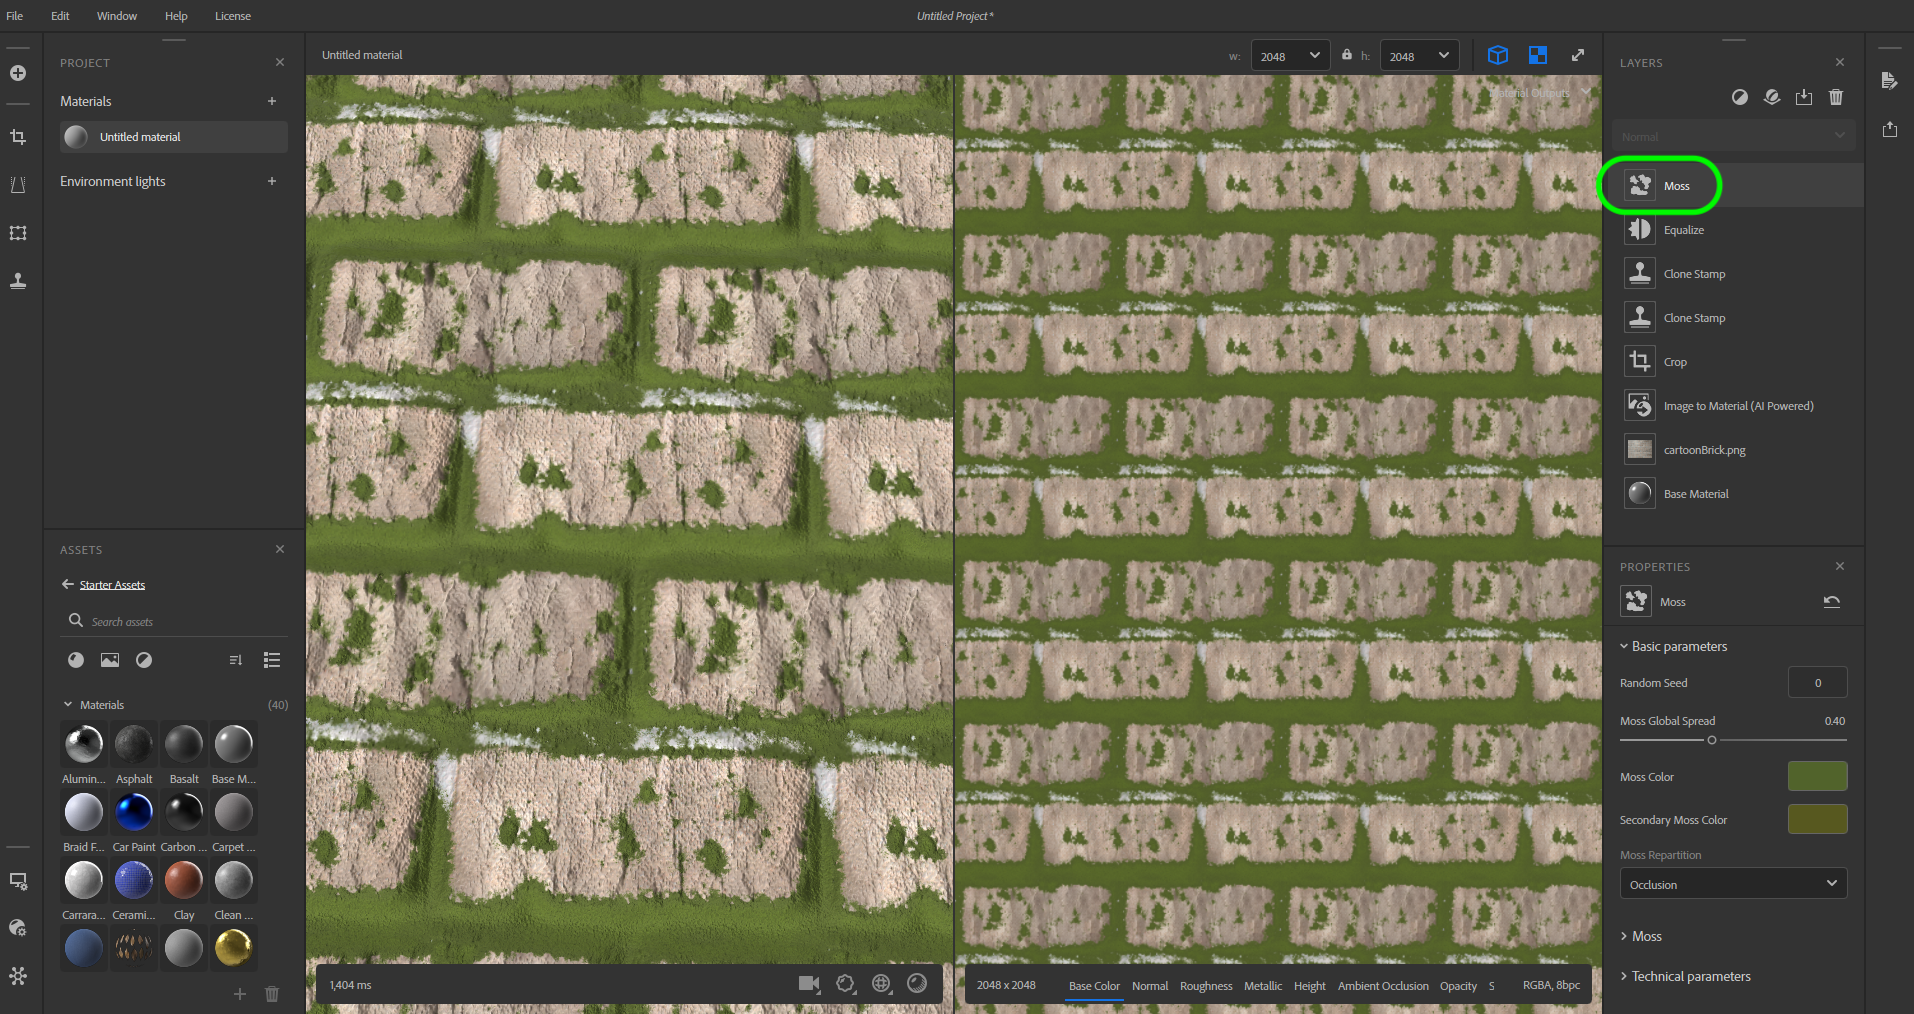 File Edit Window Help License Untitled Project*
PROJECT
Materials
Untitled material
Environment lights
ASSETS
Starter Assets
Search assets
Materials (40)
Alumin... Asphalt Basalt Base M...
Braid F... Car Paint Carbon ... Carpet ...
Carrara... Cerami... Clay Clean ...
Untitled material w: 2048 h: 2048
Material Outputs
1,404 ms
2048 x 2048 Base Color Normal Roughness Metallic Height Ambient Occlusion Opacity S RGBA, 8bpc
LAYERS
Normal
Moss
Equalize
Clone Stamp
Clone Stamp
Crop
Image to Material (AI Powered)
cartoonBrick.png
Base Material
PROPERTIES
Moss
Basic parameters
Random Seed 0
Moss Global Spread 0.40
Moss Color
Secondary Moss Color
Moss Repartition
Occlusion
Moss
Technical parameters